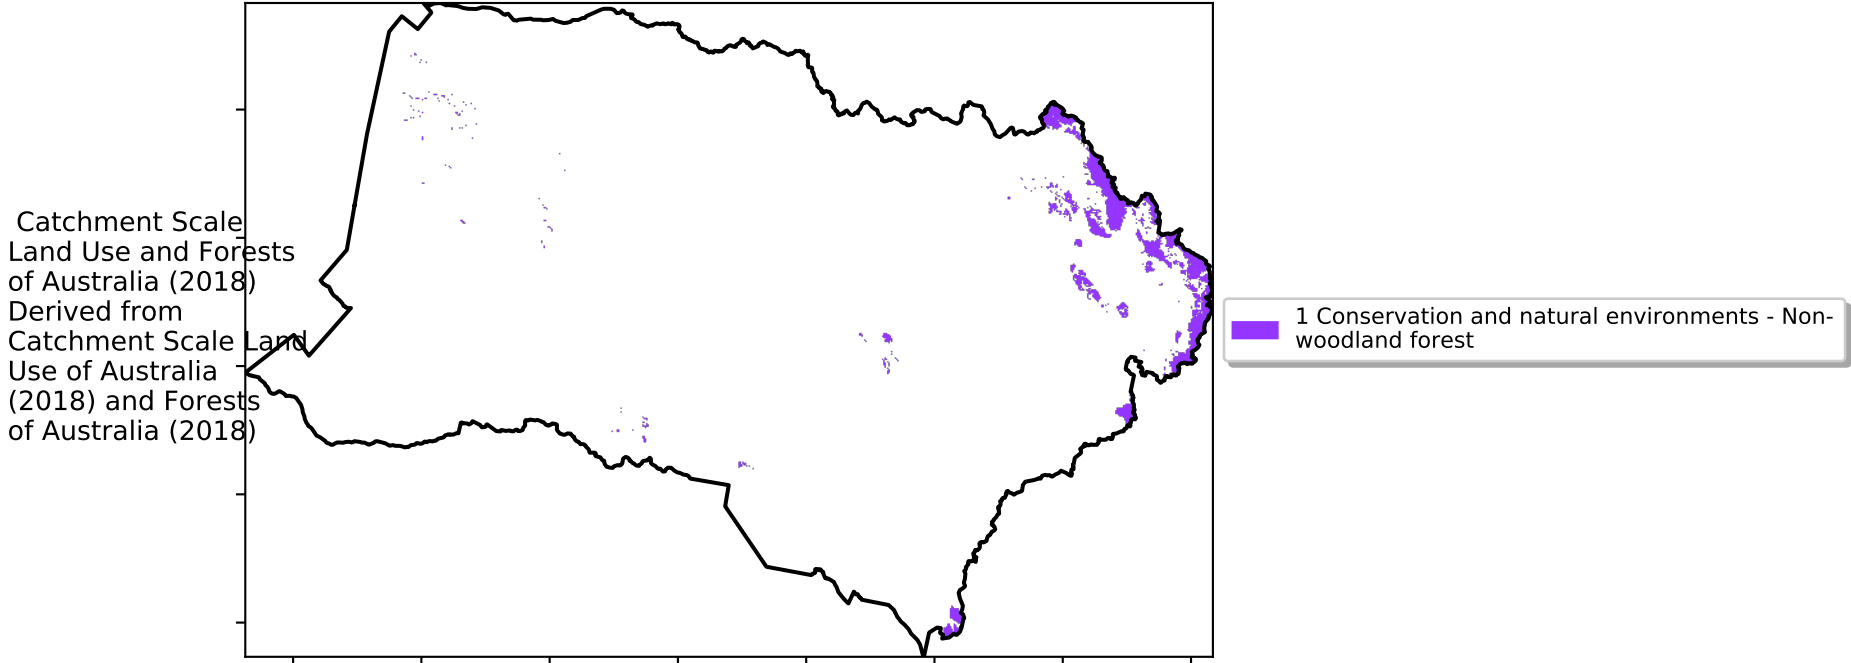 Catchment Scale
Land Use and Forests
of Australia (2018)
Derived from
Catchment Scale Land
Use of Australia
(2018) and Forests
of Australia (2018)
1 Conservation and natural environments - Non-
woodland forest